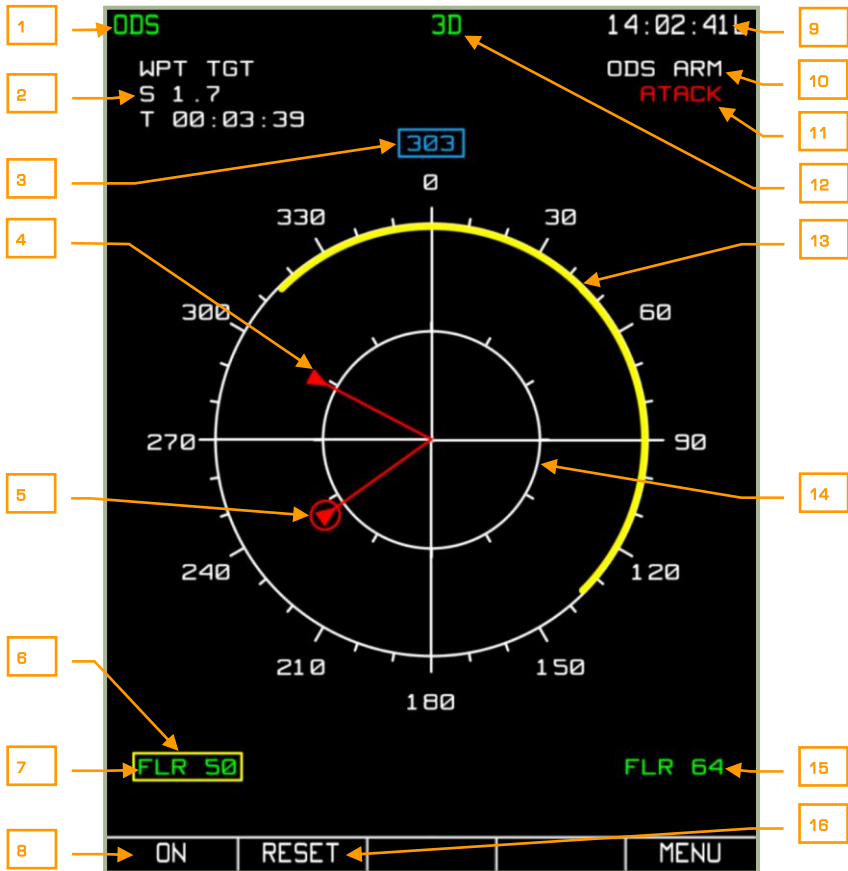 1
ODS
3D
14:02:41L
9
WPT TGT
ODS ARM
10
2
S 1.7
ATACK
11
T 00:03:39
303
3
12
0
4
330
30
13
300
60
270
90
5
14
240
120
6
210
150
180
7
FLR 50
FLR 64
15
16
8
ON
RESET
MENU